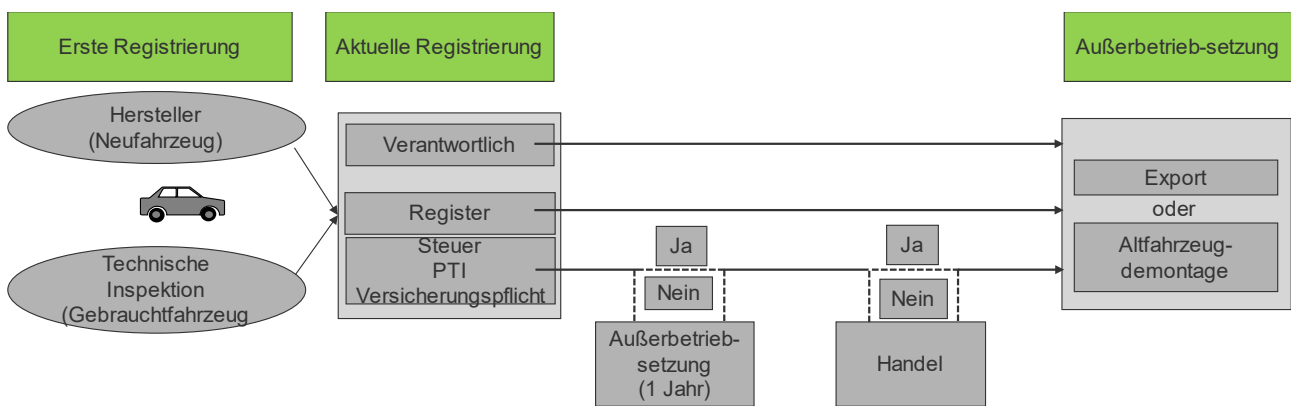 Erste Registrierung
Aktuelle Registrierung
Außerbetrieb-setzung
Hersteller
(Neufahrzeug)
Technische
Inspektion
(Gebrauchtfahrzeug
Verantwortlich
Register
Steuer
PTI
Versicherungspflicht
Ja
Nein
Außerbetrieb-
setzung
(1 Jahr)
Ja
Nein
Handel
Export
oder
Altfahrzeug-
demontage